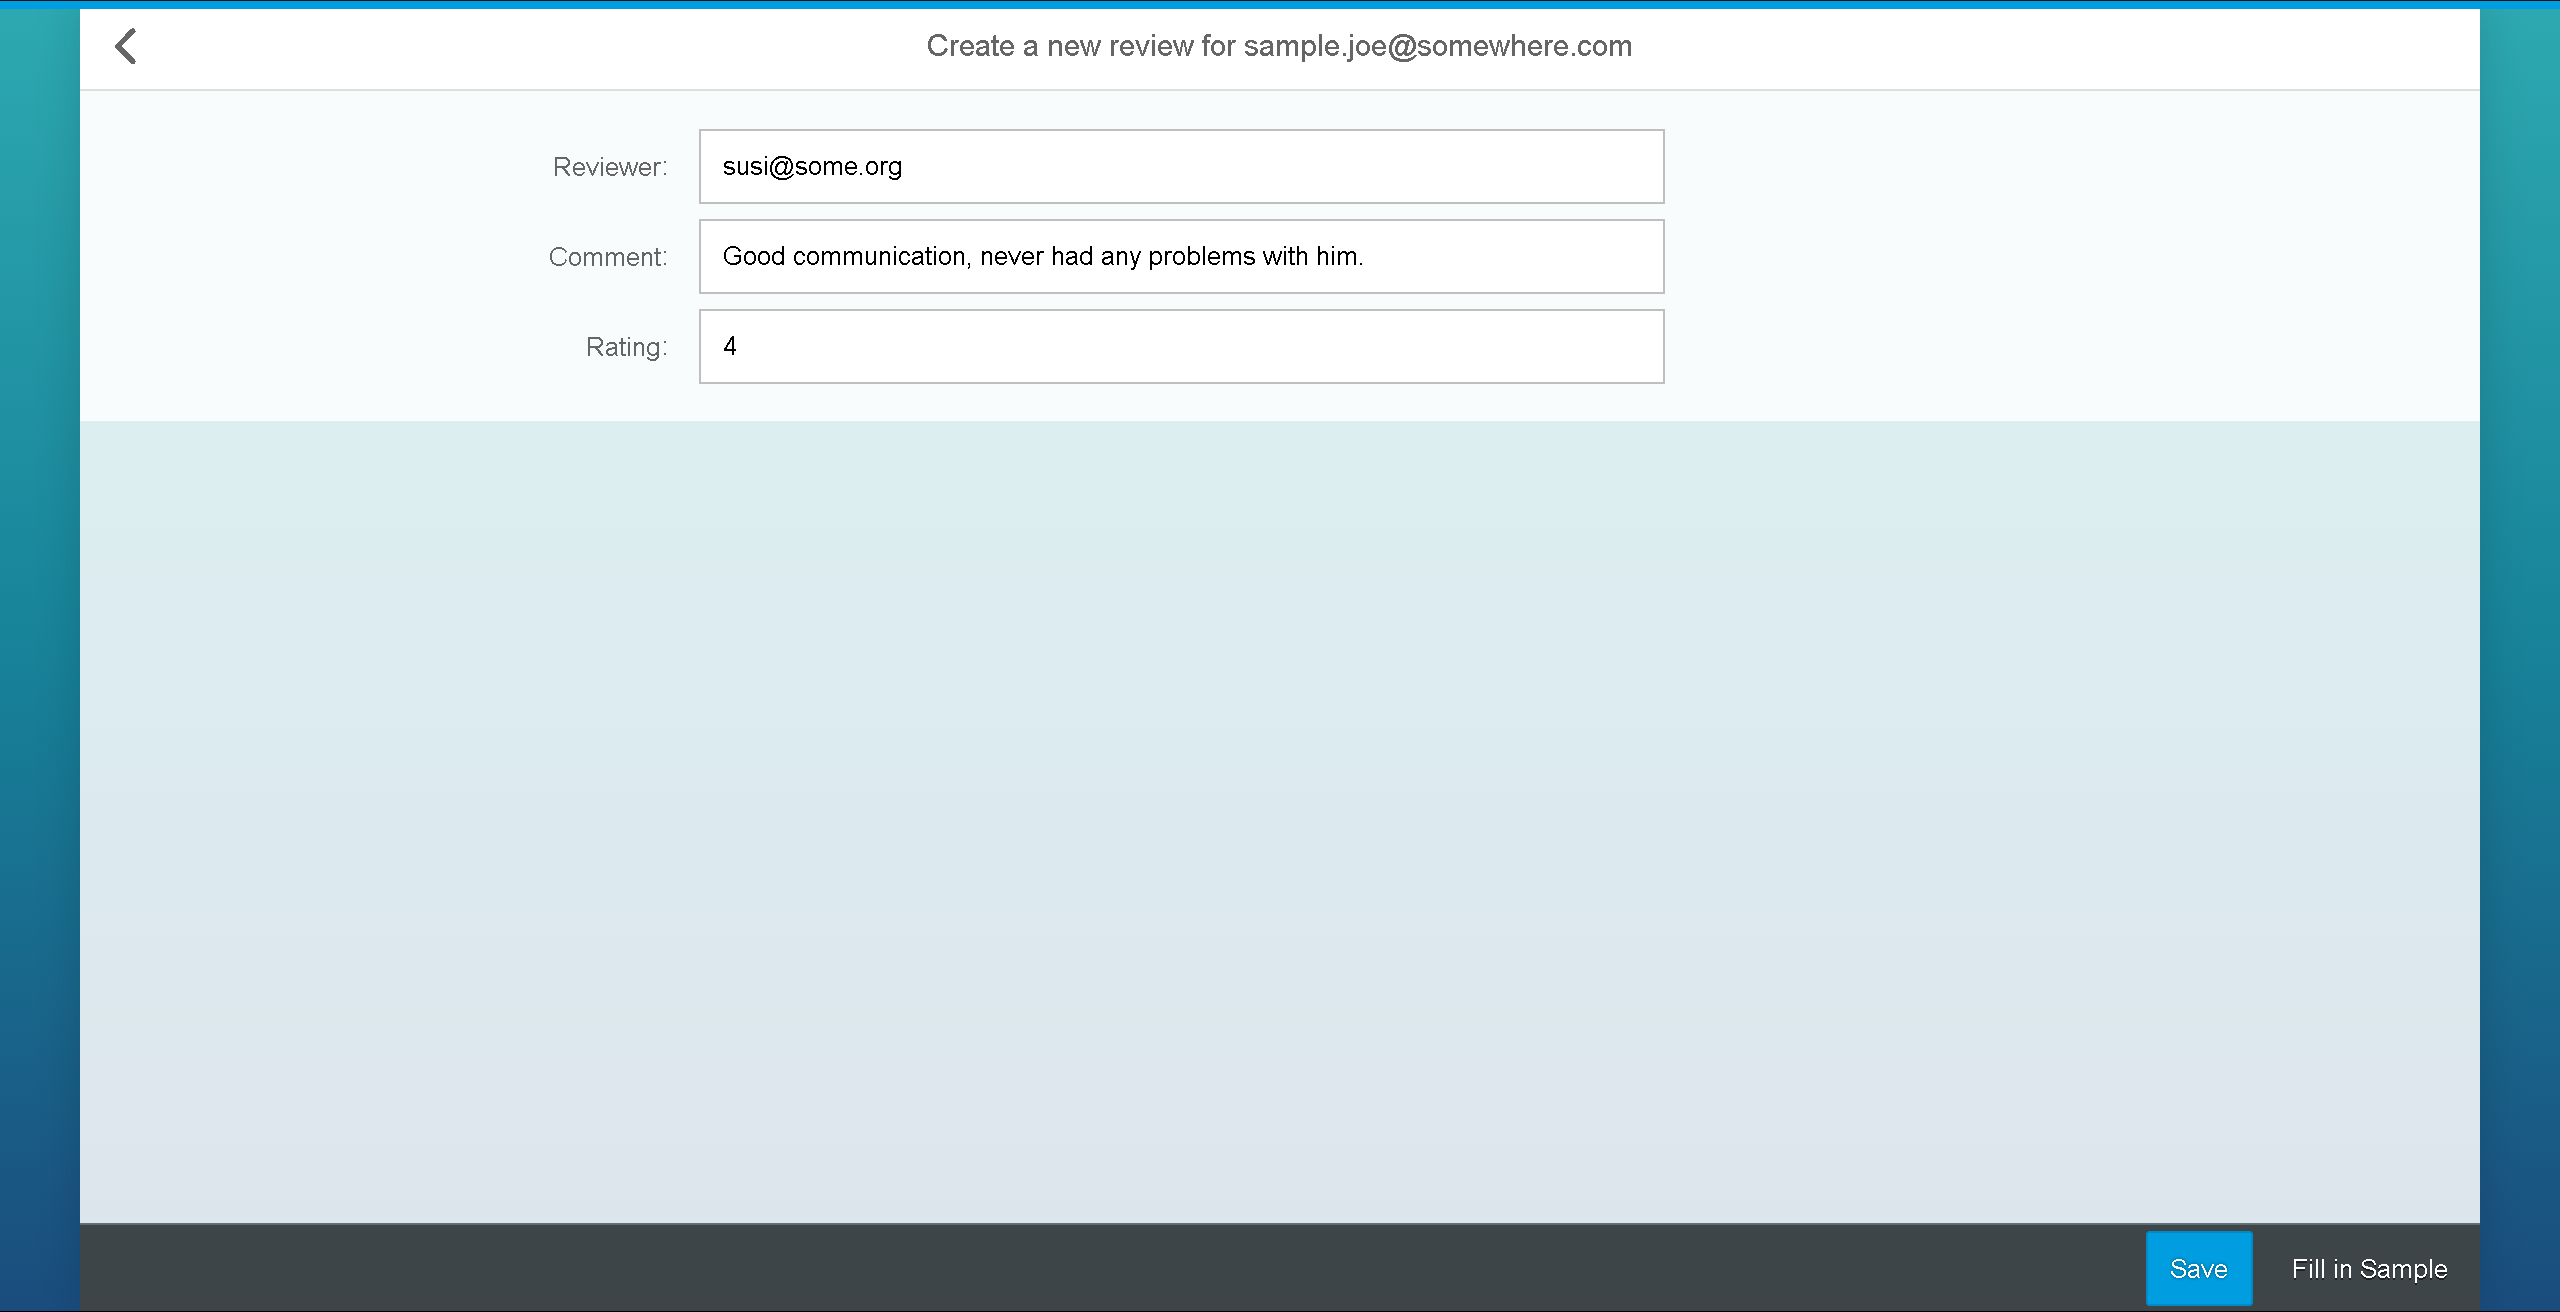 Create a new review for sample.joe@somewhere.com
Reviewer: susi@some.org
Comment: Good communication, never had any problems with him.
Rating: 4
Save Fill in Sample